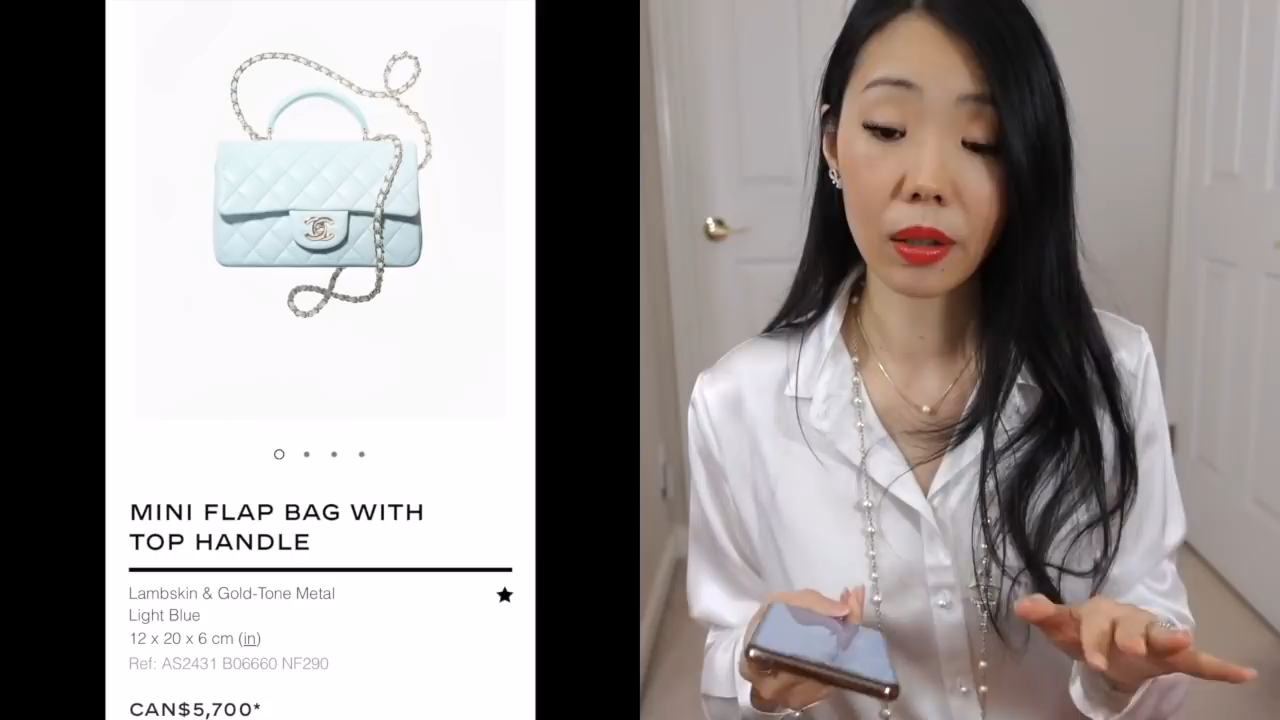 MINI FLAP BAG WITH
TOP HANDLE
Lambskin & Gold-Tone Metal
Light Blue
12 x 20 x 6 cm (in)
Ref: AS2431 B06660 NF290
CAN$5,700*